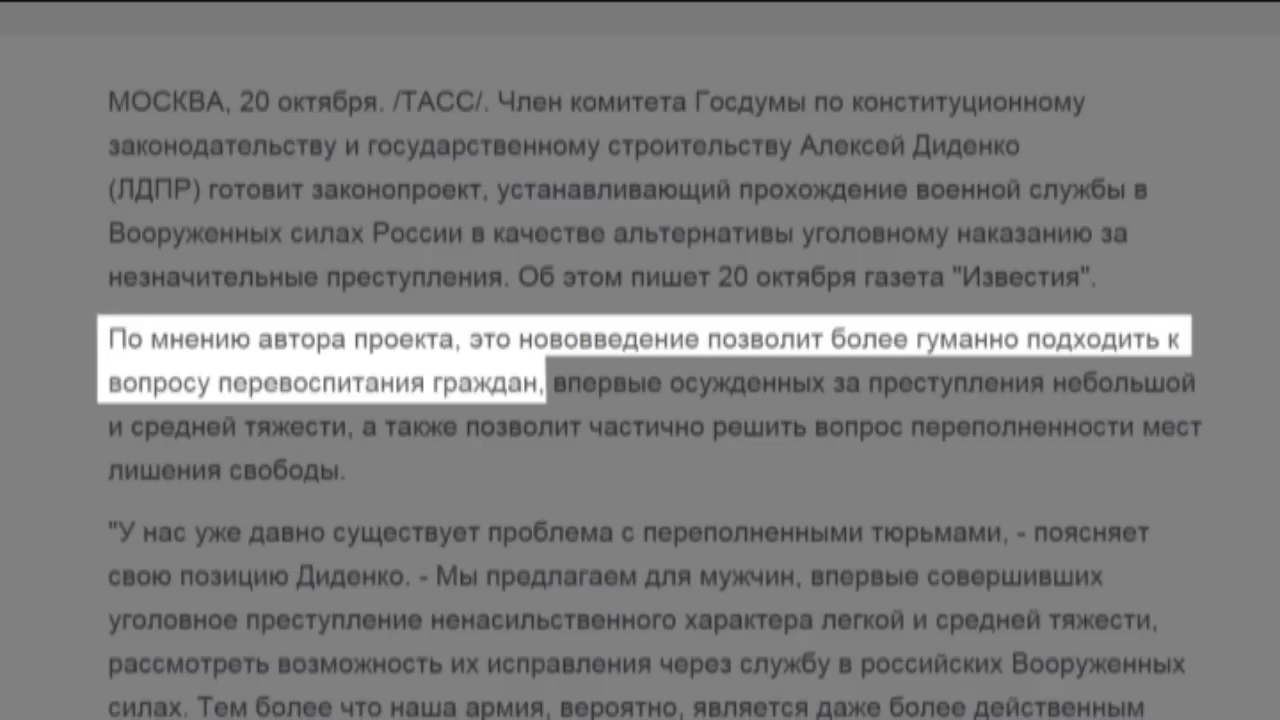 МОСКВА, 20 октября. /ТАСС/. Член комитета Госдумы по конституционному
законодательству и государственному строительству Алексей Диденко
(ЛДПР) готовит законопроект, устанавливающий прохождение военной службы в
Вооруженных силах России в качестве альтернативы уголовному наказанию за
незначительные преступления. Об этом пишет 20 октября газета "Известия".
По мнению автора проекта, это нововведение позволит более гуманно подходить к
вопросу перевоспитания граждан, впервые осужденных за преступления небольшой
и средней тяжести, а также позволит частично решить вопрос переполненности мест
лишения свободы.
"У нас уже давно существует проблема с переполненными тюрьмами, - поясняет
свою позицию Диденко. - Мы предлагаем для мужчин, впервые совершивших
уголовное преступление ненасильственного характера легкой и средней тяжести,
рассмотреть возможность их исправления через службу в российских Вооруженных
силах. Тем более что наша армия, вероятно, является даже более действенным